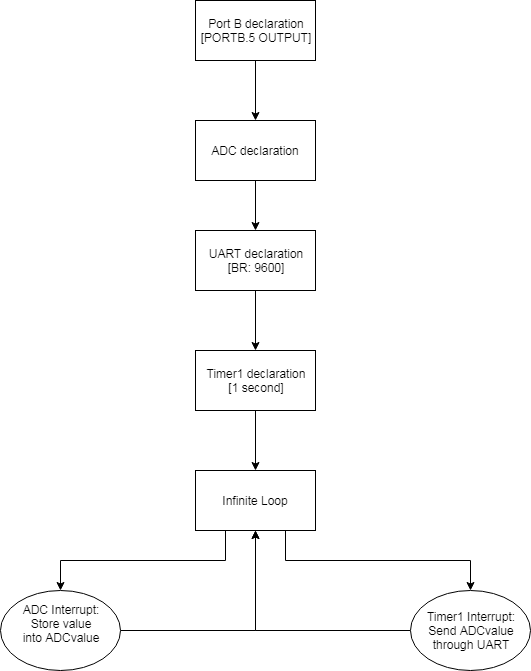 Port B declaration
[PORTB.5 OUTPUT]
ADC declaration
UART declaration
[BR: 9600]
Timer1 declaration
[1 second]
Infinite Loop
ADC Interrupt:
Store value
into ADCvalue
Timer1 Interrupt:
Send ADCvalue
through UART